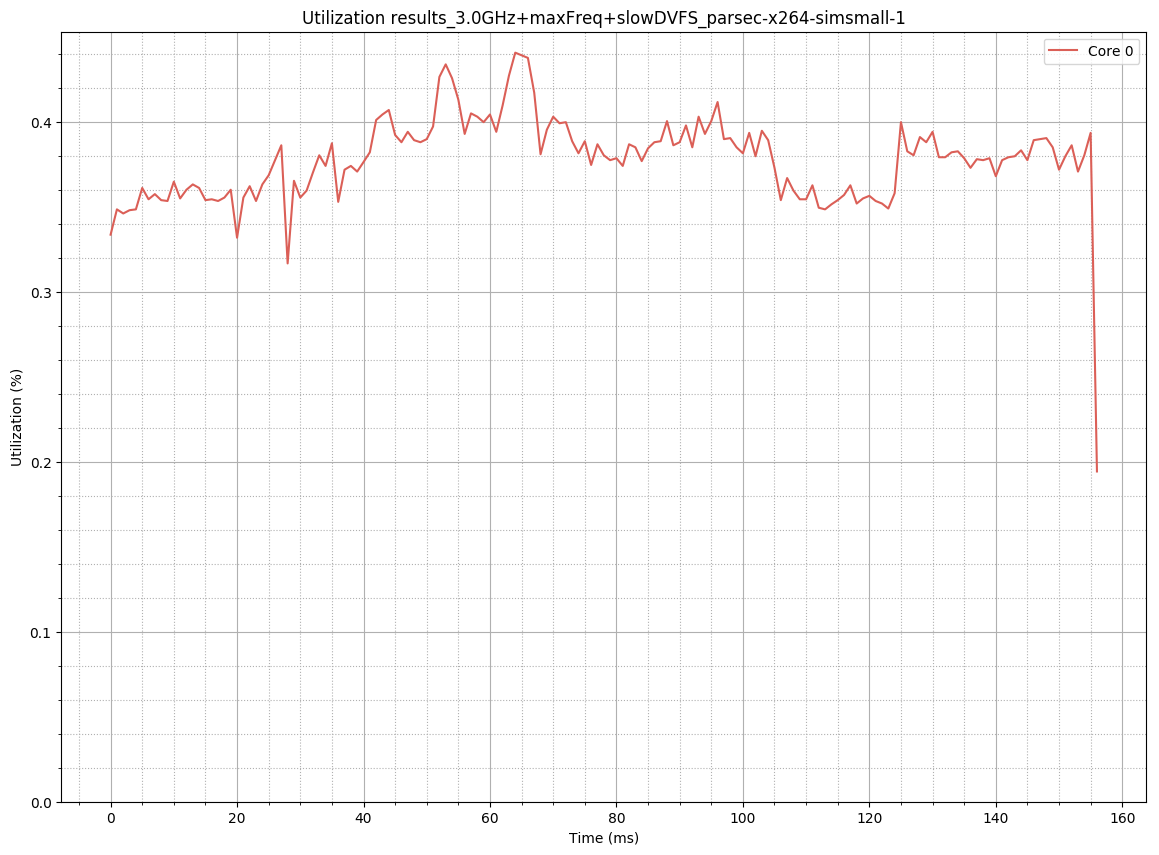 Utilization results_3.0GHz+maxFreq+slowDVFS_parsec-x264-simsmall-1
Core 0
0.4
0.3
0.2
0.1
0.0
Utilization (%)
0 20 40 60 80 100 120 140 160
Time (ms)